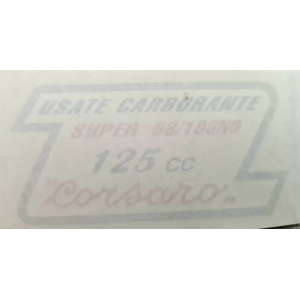 USATE CARBURANTE
SUPER 98/100NO
125 cc
"Corsaro"